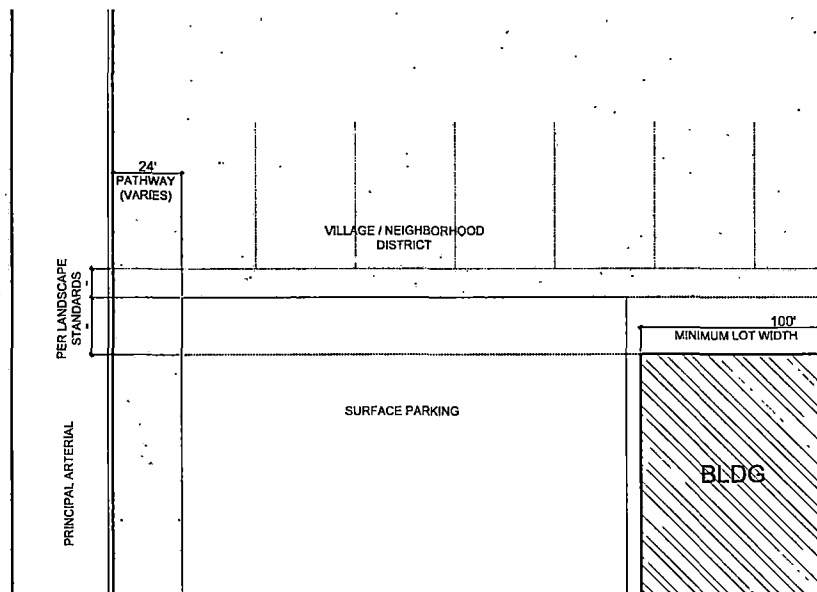 24'
PATHWAY
(VARIES)
VILLAGE / NEIGHBORHOOD
DISTRICT
PER LANDSCAPE
STANDARDS
100'
MINIMUM LOT WIDTH
SURFACE PARKING
BLDG
PRINCIPAL ARTERIAL